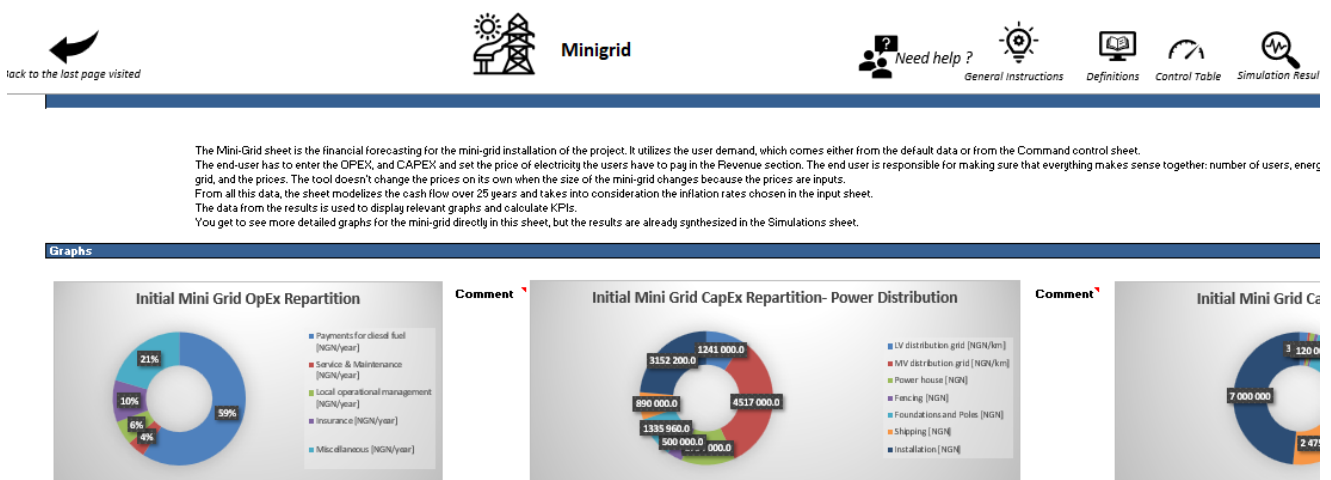 Minigrid
Need help ?
back to the last page visited
General Instructions
Definitions
Control Table
Simulation Resul
The Mini-Grid sheet is the financial forecasting for the mini-grid installation of the project. It utilizes the user demand, which comes either from the default data or from the Command control sheet.
The end-user has to enter the OPEX, and CAPEX and set the price of electricity the users have to pay in the Revenue section. The end user is responsible for making sure that everything makes sense together: number of users, energ
grid, and the prices. The tool doesn't change the prices on its own when the size of the mini-grid changes because the prices are inputs.
From all this data, the sheet modelizes the cash flow over 25 years and takes into consideration the inflation rates chosen in the input sheet.
The data from the results is used to display relevant graphs and calculate KPIs.
You get to see more detailed graphs for the mini-grid directly in this sheet, but the results are already synthesized in the Simulations sheet.
Graphs
Initial Mini Grid OpEx Repartition
Payments for diesel fuel
[NGN/year]
Service & Maintenance
[NGN/year]
Local operational management
[NGN/year]
Insurance [NGN/year]
Miscellaneous [NGN/year]
21%
10%
6%
4%
59%
Comment
Initial Mini Grid CapEx Repartition- Power Distribution
1241 000.0
3152 200.0
890 000.0
4517 000.0
1335 960.0
500 000.0
000.0
LV distribution grid [NGN/km]
MV distribution grid [NGN/km]
Power house [NGN]
Fencing [NGN]
Foundations and Poles [NGN]
Shipping [NGN]
Installation [NGN]
Comment
Initial Mini Grid Ca
3
120 00
7 000 000
2 475